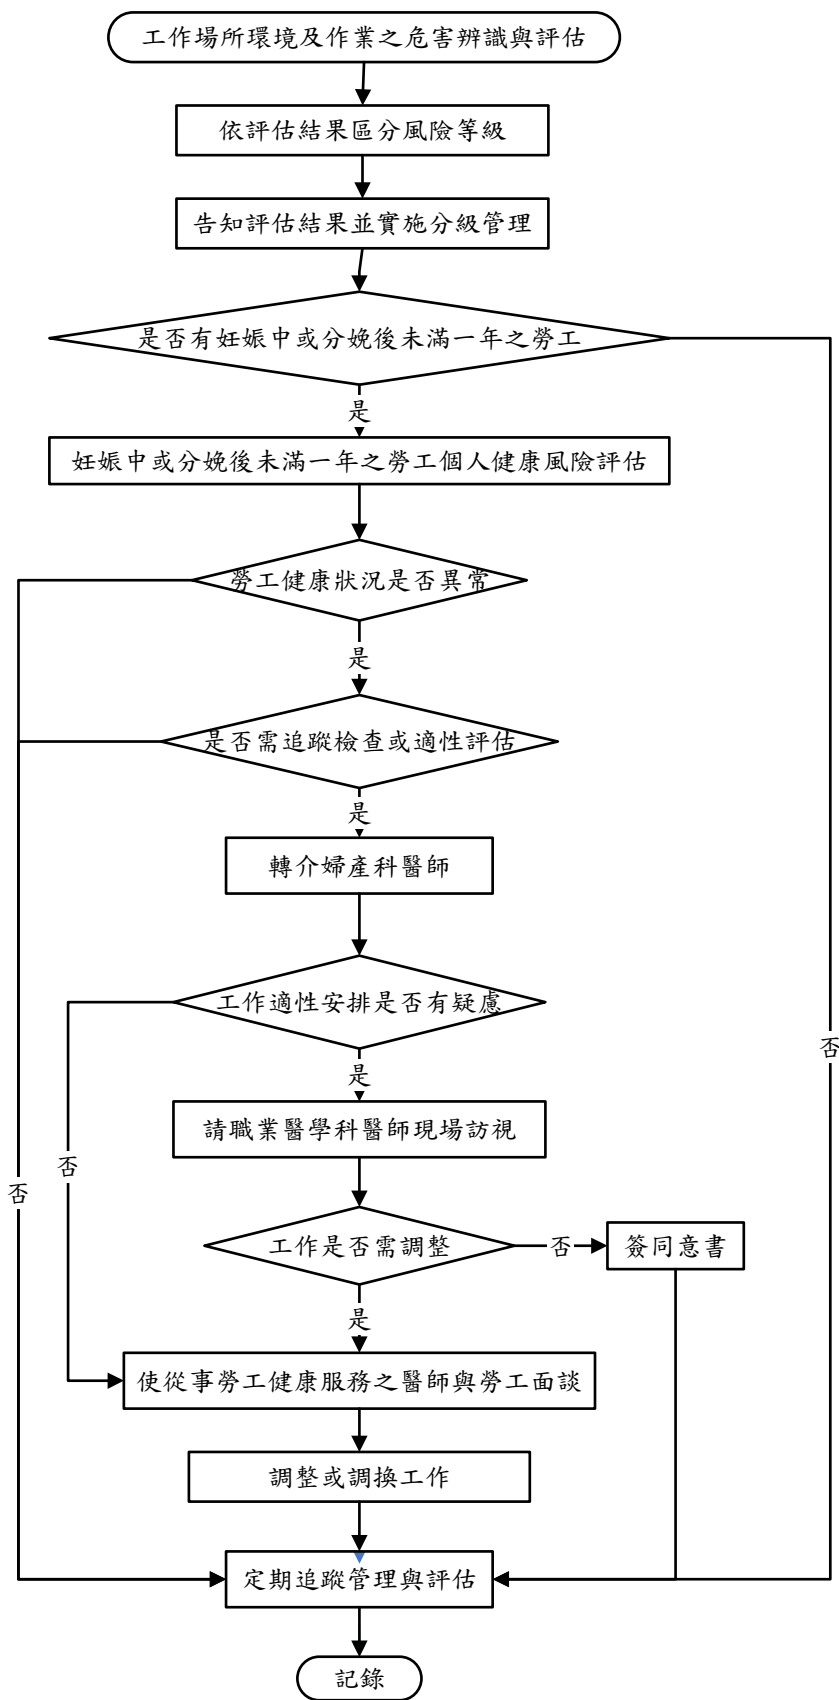 工作場所環境及作業之危害辨識與評估
依評估結果區分風險等級
告知評估結果並實施分級管理
是否有妊娠中或分娩後未滿一年之勞工
是
妊娠中或分娩後未滿一年之勞工個人健康風險評估
勞工健康狀況是否異常
是
是否需追蹤檢查或適性評估
是
轉介婦產科醫師
工作適性安排是否有疑慮
否
是
請職業醫學科醫師現場訪視
否
否
工作是否需調整
否
簽同意書
是
使從事勞工健康服務之醫師與勞工面談
調整或調換工作
定期追蹤管理與評估
記錄